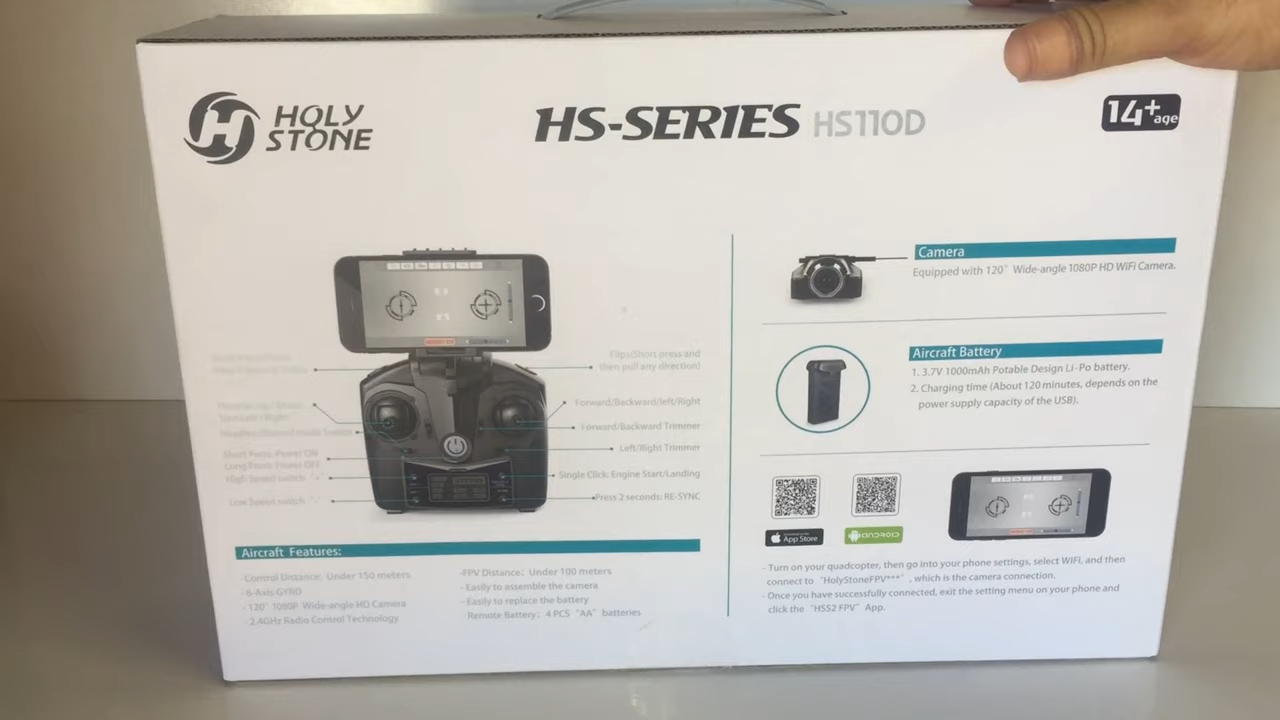 HOLY
STONE
HS-SERIES HS110D
14+ age
Flips(Short press and
then pull any direction)
Forward/Backward/left/Right
Forward/Backward Trimmer
Short Press: Power ON
Long Press: Power OFF
Left/Right Trimmer
High Speed switch "+"
Single Click: Engine Start/Landing
Low Speed switch "-"
Press 2 seconds: RE-SYNC
Aircraft Features:
-Control Distance: Under 150 meters
-6-Axis GYRO
-120° 1080P Wide-angle HD Camera
-2.4GHz Radio Control Technology
-FPV Distance: Under 100 meters
-Easily to assemble the camera
-Easily to replace the battery
Remote Battery: 4 PCS "AA" batteries
Camera
Equipped with 120° Wide-angle 1080P HD WiFi Camera.
Aircraft Battery
1. 3.7V 1000mAh Potable Design Li-Po battery.
2. Charging time (About 120 minutes, depends on the
power supply capacity of the USB).
App Store
ANDROID
- Turn on your quadcopter, then go into your phone settings, select WIFI, and then
connect to "HolyStoneFPV***", which is the camera connection.
- Once you have successfully connected, exit the setting menu on your phone and
click the "HSS2 FPV" App.